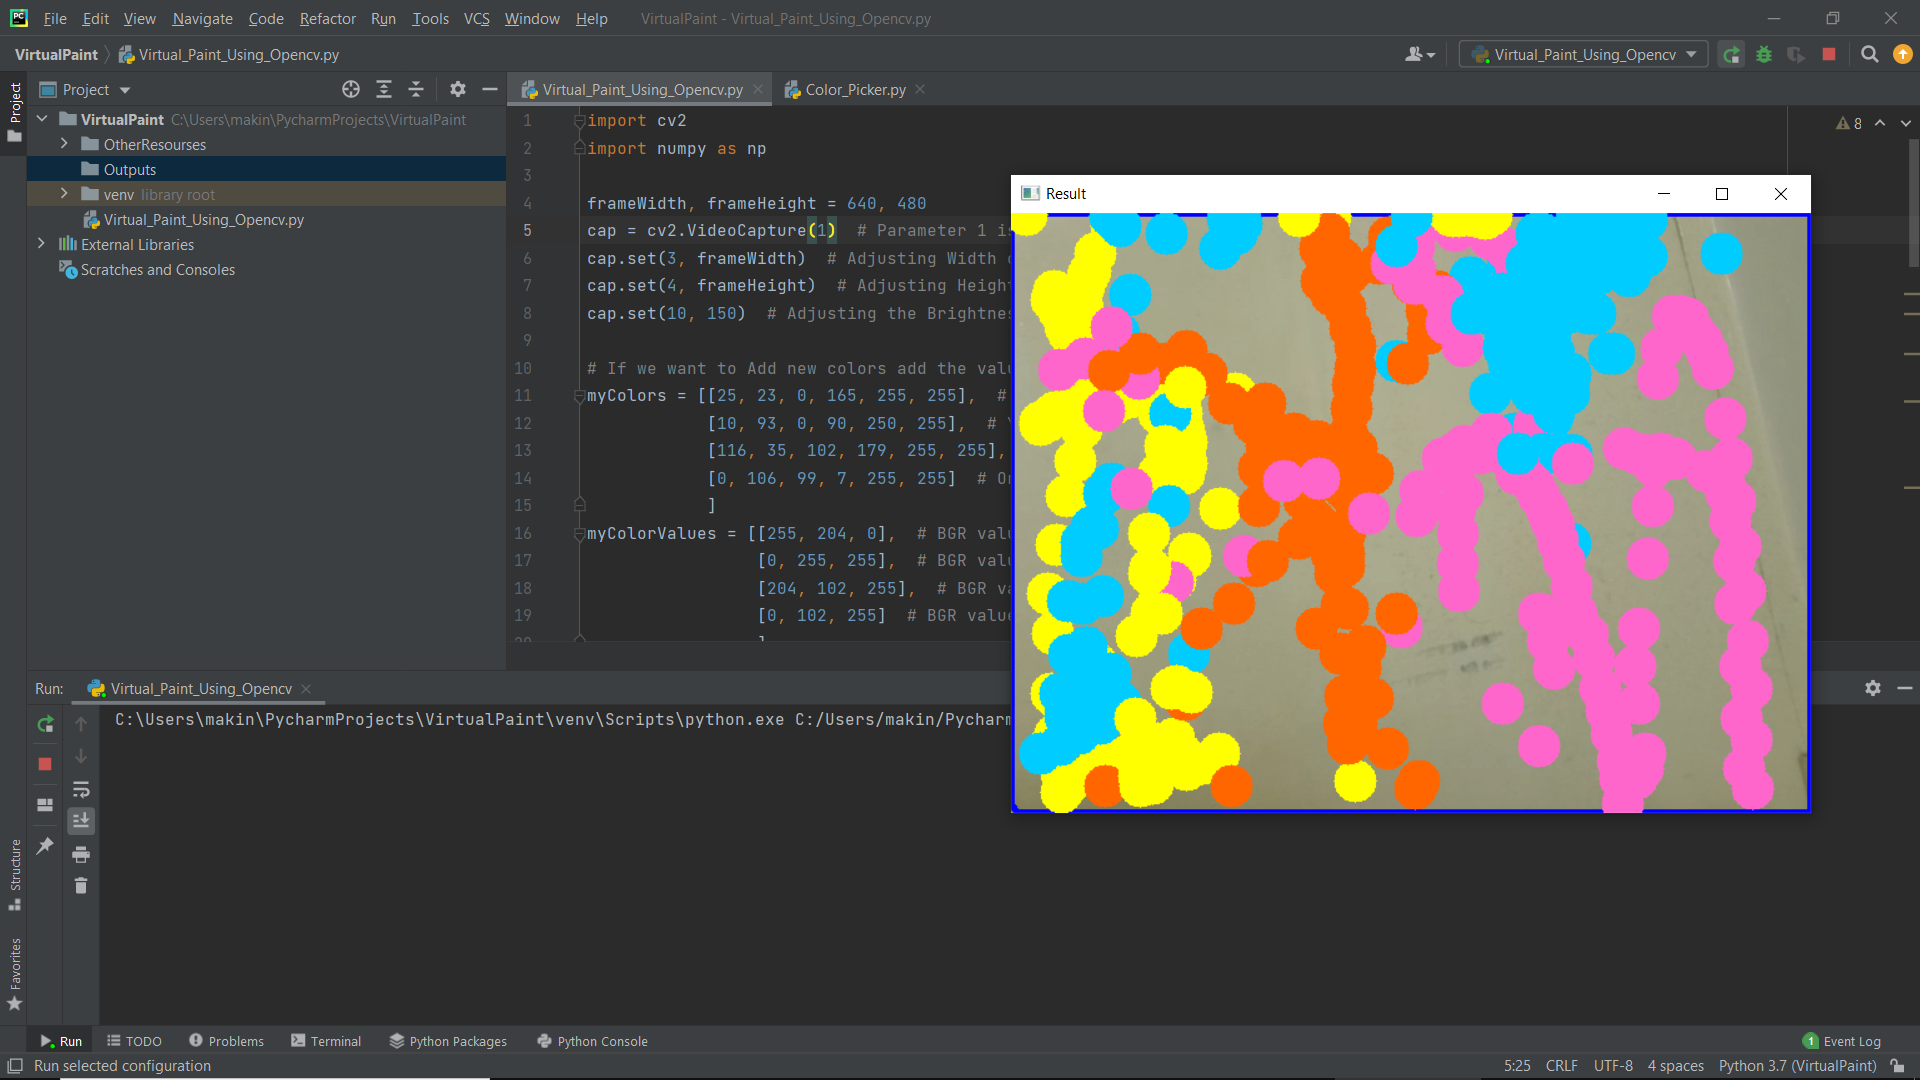 File Edit View Navigate Code Refactor Run Tools VCS Window Help VirtualPaint - Virtual_Paint_Using_Opencv.py
VirtualPaint Virtual_Paint_Using_Opencv.py
Virtual_Paint_Using_Opencv
Project
Project
Virtual_Paint_Using_Opencv.py
Color_Picker.py
VirtualPaint C:\Users\makin\PycharmProjects\VirtualPaint
OtherResourses
Outputs
venv library root
Virtual_Paint_Using_Opencv.py
External Libraries
Scratches and Consoles
8
1 import cv2
2 import numpy as np
3
4 frameWidth, frameHeight = 640, 480
5 cap = cv2.VideoCapture(1) # Parameter 1 is
6 cap.set(3, frameWidth) # Adjusting Width
7 cap.set(4, frameHeight) # Adjusting Height
8 cap.set(10, 150) # Adjusting the Brightnes
9
10 # If we want to Add new colors add the val
11 myColors = [[25, 23, 0, 165, 255, 255], #
12 [10, 93, 0, 90, 250, 255], #
13 [116, 35, 102, 179, 255, 255],
14 [0, 106, 99, 7, 255, 255] # O
15 ]
16 myColorValues = [[255, 204, 0], # BGR val
17 [0, 255, 255], # BGR val
18 [204, 102, 255], # BGR va
19 [0, 102, 255] # BGR value
20 ]
Result
Run: Virtual_Paint_Using_Opencv
C:\Users\makin\PycharmProjects\VirtualPaint\venv\Scripts\python.exe C:/Users/makin/Pycharm
Structure
Favorites
Run TODO Problems Terminal Python Packages Python Console
1 Event Log
Run selected configuration
5:25 CRLF UTF-8 4 spaces Python 3.7 (VirtualPaint)